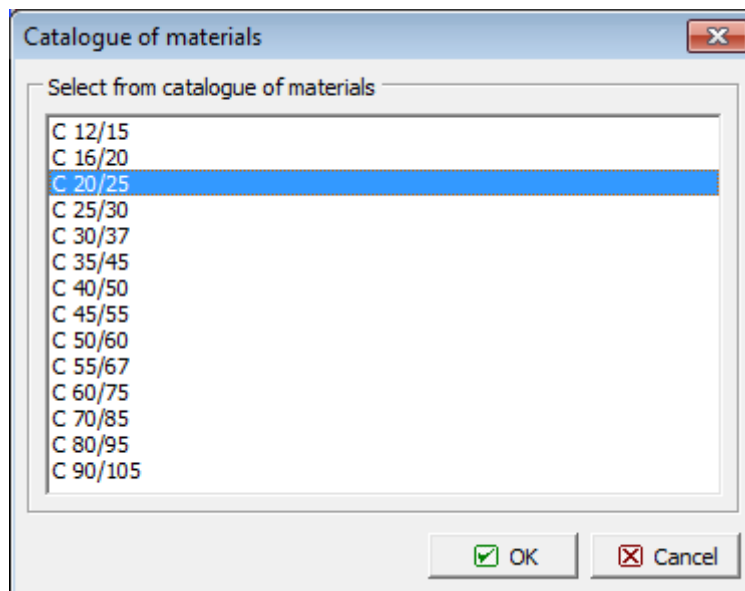 Catalogue of materials
Select from catalogue of materials
C 12/15
C 16/20
C 20/25
C 25/30
C 30/37
C 35/45
C 40/50
C 45/55
C 50/60
C 55/67
C 60/75
C 70/85
C 80/95
C 90/105
OK Cancel